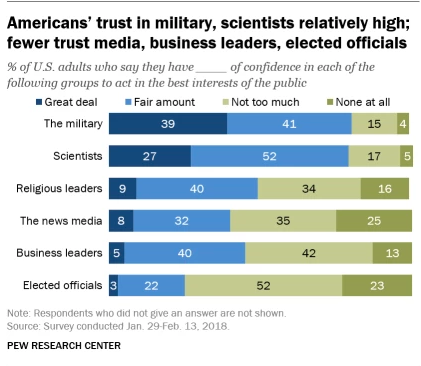 Americans' trust in military, scientists relatively high;
fewer trust media, business leaders, elected officials
% of U.S. adults who say they have ____ of confidence in each of the
following groups to act in the best interests of the public
Great deal Fair amount Not too much None at all
The military 39 41 15 4
Scientists 27 52 17 5
Religious leaders 9 40 34 16
The news media 8 32 35 25
Business leaders 5 40 42 13
Elected officials 3 22 52 23
Note: Respondents who did not give an answer are not shown.
Source: Survey conducted Jan. 29-Feb. 13, 2018.
PEW RESEARCH CENTER